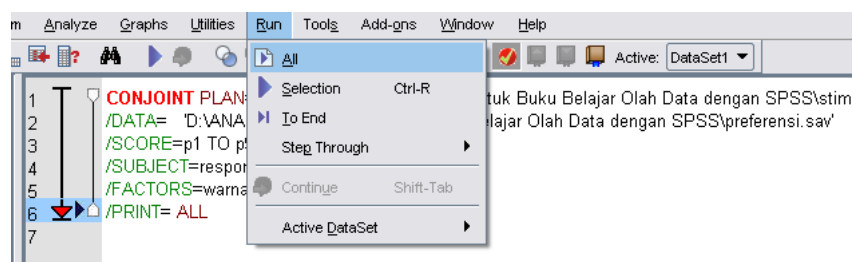 m Analyze Graphs Utilities Run Tools Add-ons Window Help
Active: DataSet1
All
Selection Ctrl-R
To End
Step Through
Continue Shift-Tab
Active DataSet
1 CONJOINT PLAN= tuk Buku Belajar Olah Data dengan SPSS\stim
2 /DATA= 'D:\ANA lajar Olah Data dengan SPSS\preferensi.sav'
3 /SCORE=p1 TO p
4 /SUBJECT=respor
5 /FACTORS=warna
6 /PRINT= ALL
7